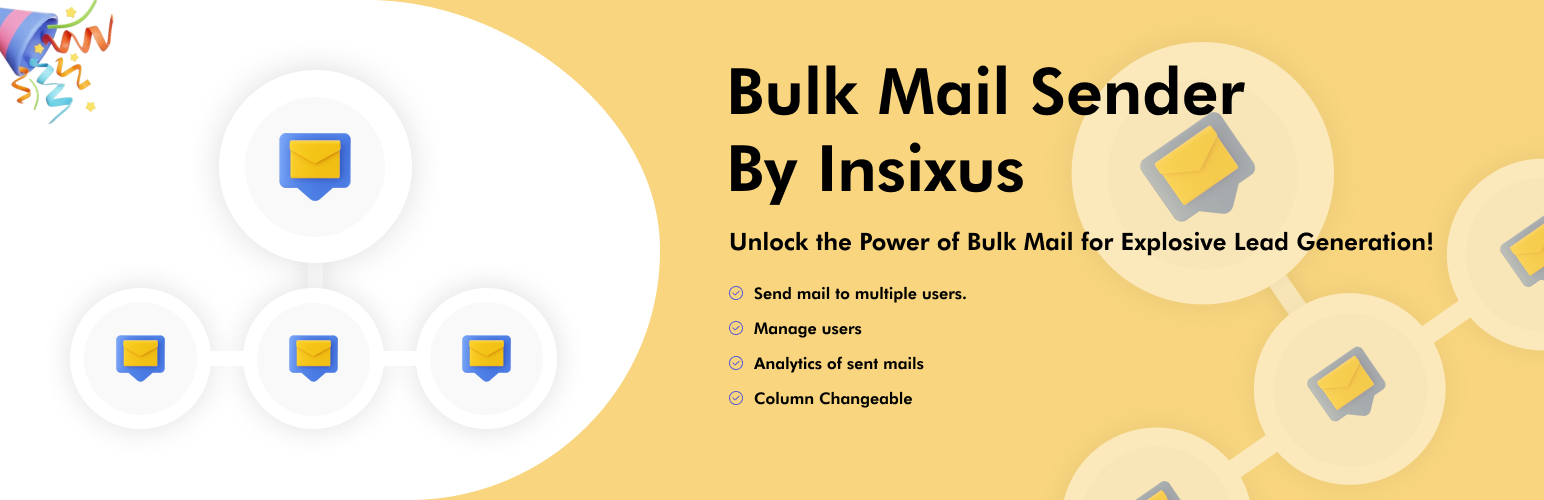 Bulk Mail Sender
By Insixus
Unlock the Power of Bulk Mail for Explosive Lead Generation!
Send mail to multiple users.
Manage users
Analytics of sent mails
Column Changeable